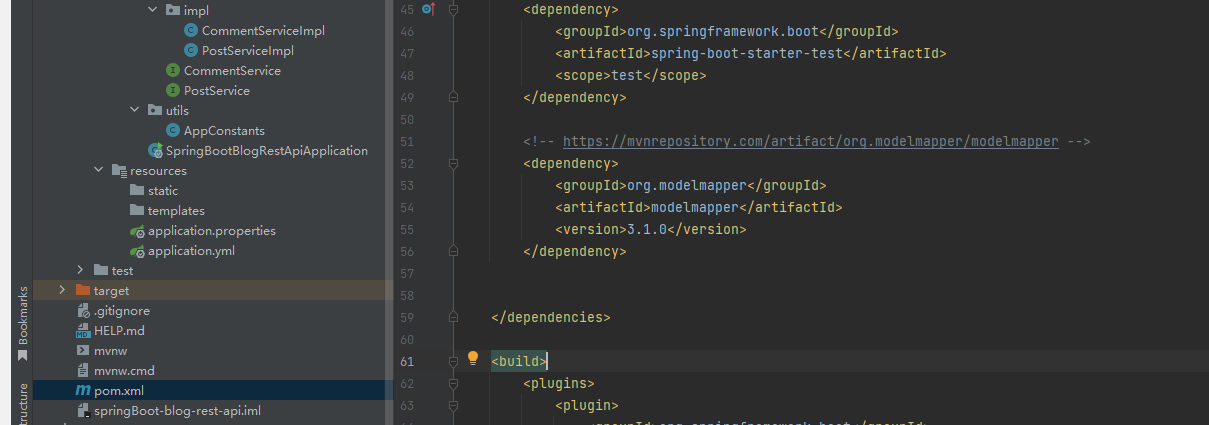 impl
CommentServiceImpl
PostServiceImpl
CommentService
PostService
utils
AppConstants
SpringBootBlogRestApiApplication
resources
static
templates
application.properties
application.yml
test
target
.gitignore
HELP.md
mvnw
mvnw.cmd
pom.xml
springBoot-blog-rest-api.iml
Bookmarks
ructure
45 <dependency>
46 <groupId>org.springframework.boot</groupId>
47 <artifactId>spring-boot-starter-test</artifactId>
48 <scope>test</scope>
49 </dependency>
50
51 <!-- https://mvnrepository.com/artifact/org.modelmapper/modelmapper -->
52 <dependency>
53 <groupId>org.modelmapper</groupId>
54 <artifactId>modelmapper</artifactId>
55 <version>3.1.0</version>
56 </dependency>
57
58
59 </dependencies>
60
61 <build>
62 <plugins>
63 <plugin>